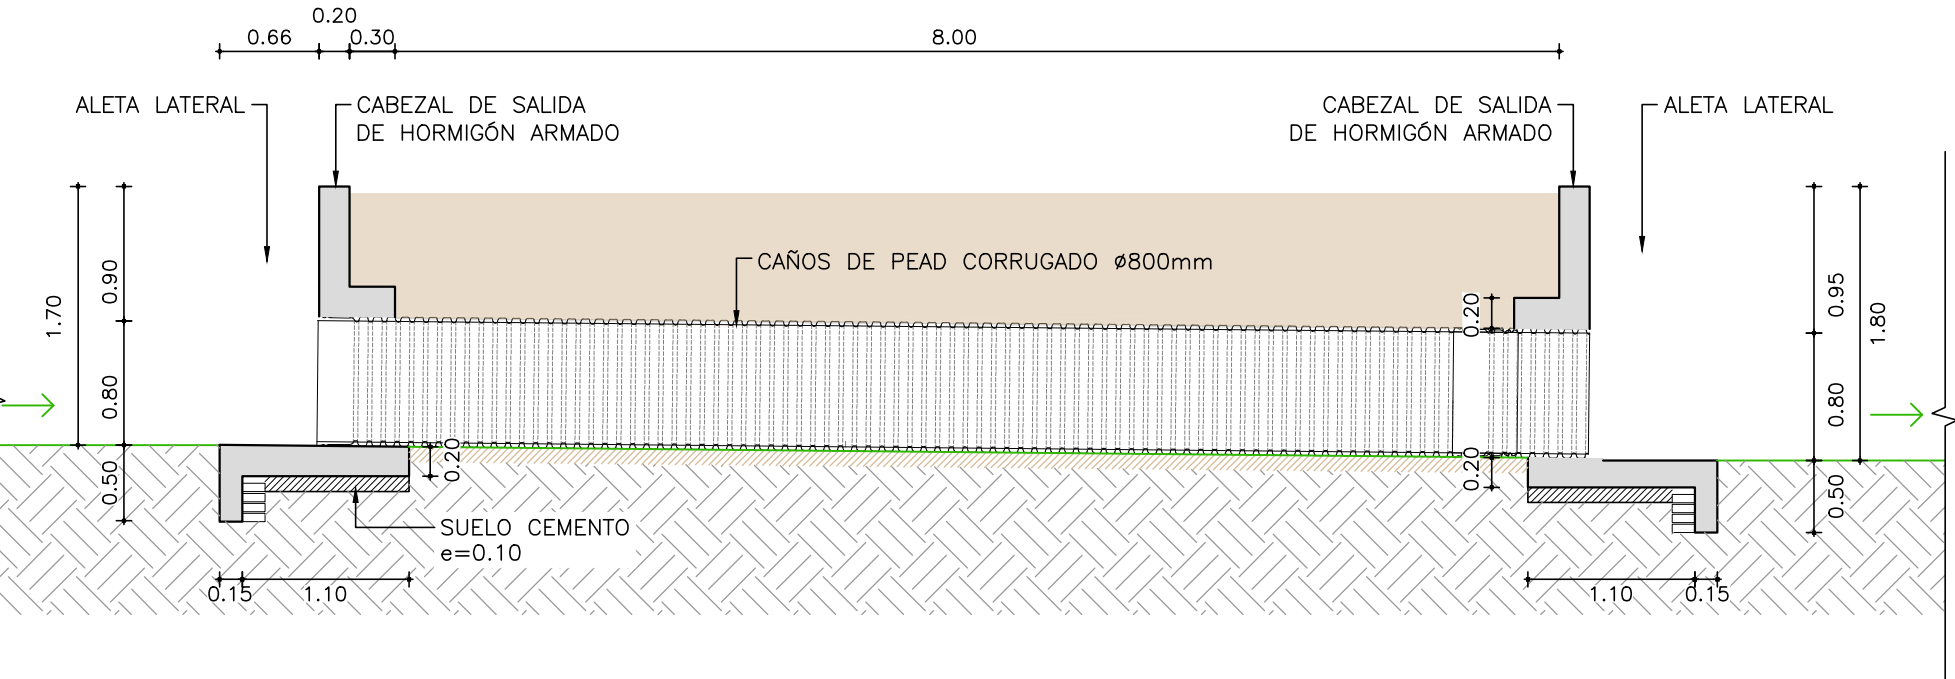 0.20
0.66
0.30
8.00
ALETA LATERAL
CABEZAL DE SALIDA
DE HORMIGÓN ARMADO
CABEZAL DE SALIDA
DE HORMIGÓN ARMADO
ALETA LATERAL
CAÑOS DE PEAD CORRUGADO ø800mm
1.70
0.90
0.80
0.50
0.20
0.20
0.20
0.95
1.80
0.80
0.50
SUELO CEMENTO
e=0.10
0.15
1.10
1.10
0.15